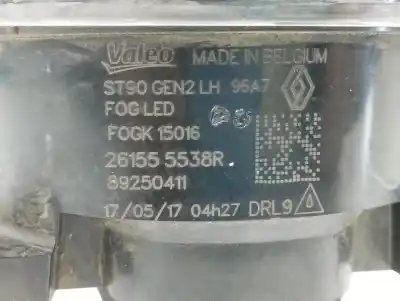 Valeo MADE IN BELGIUM
ST90 GEN2 LH 96A7
FOG LED
FOGK 15016
26155 5538R
89250411
17/05/17 04h27 DRL9